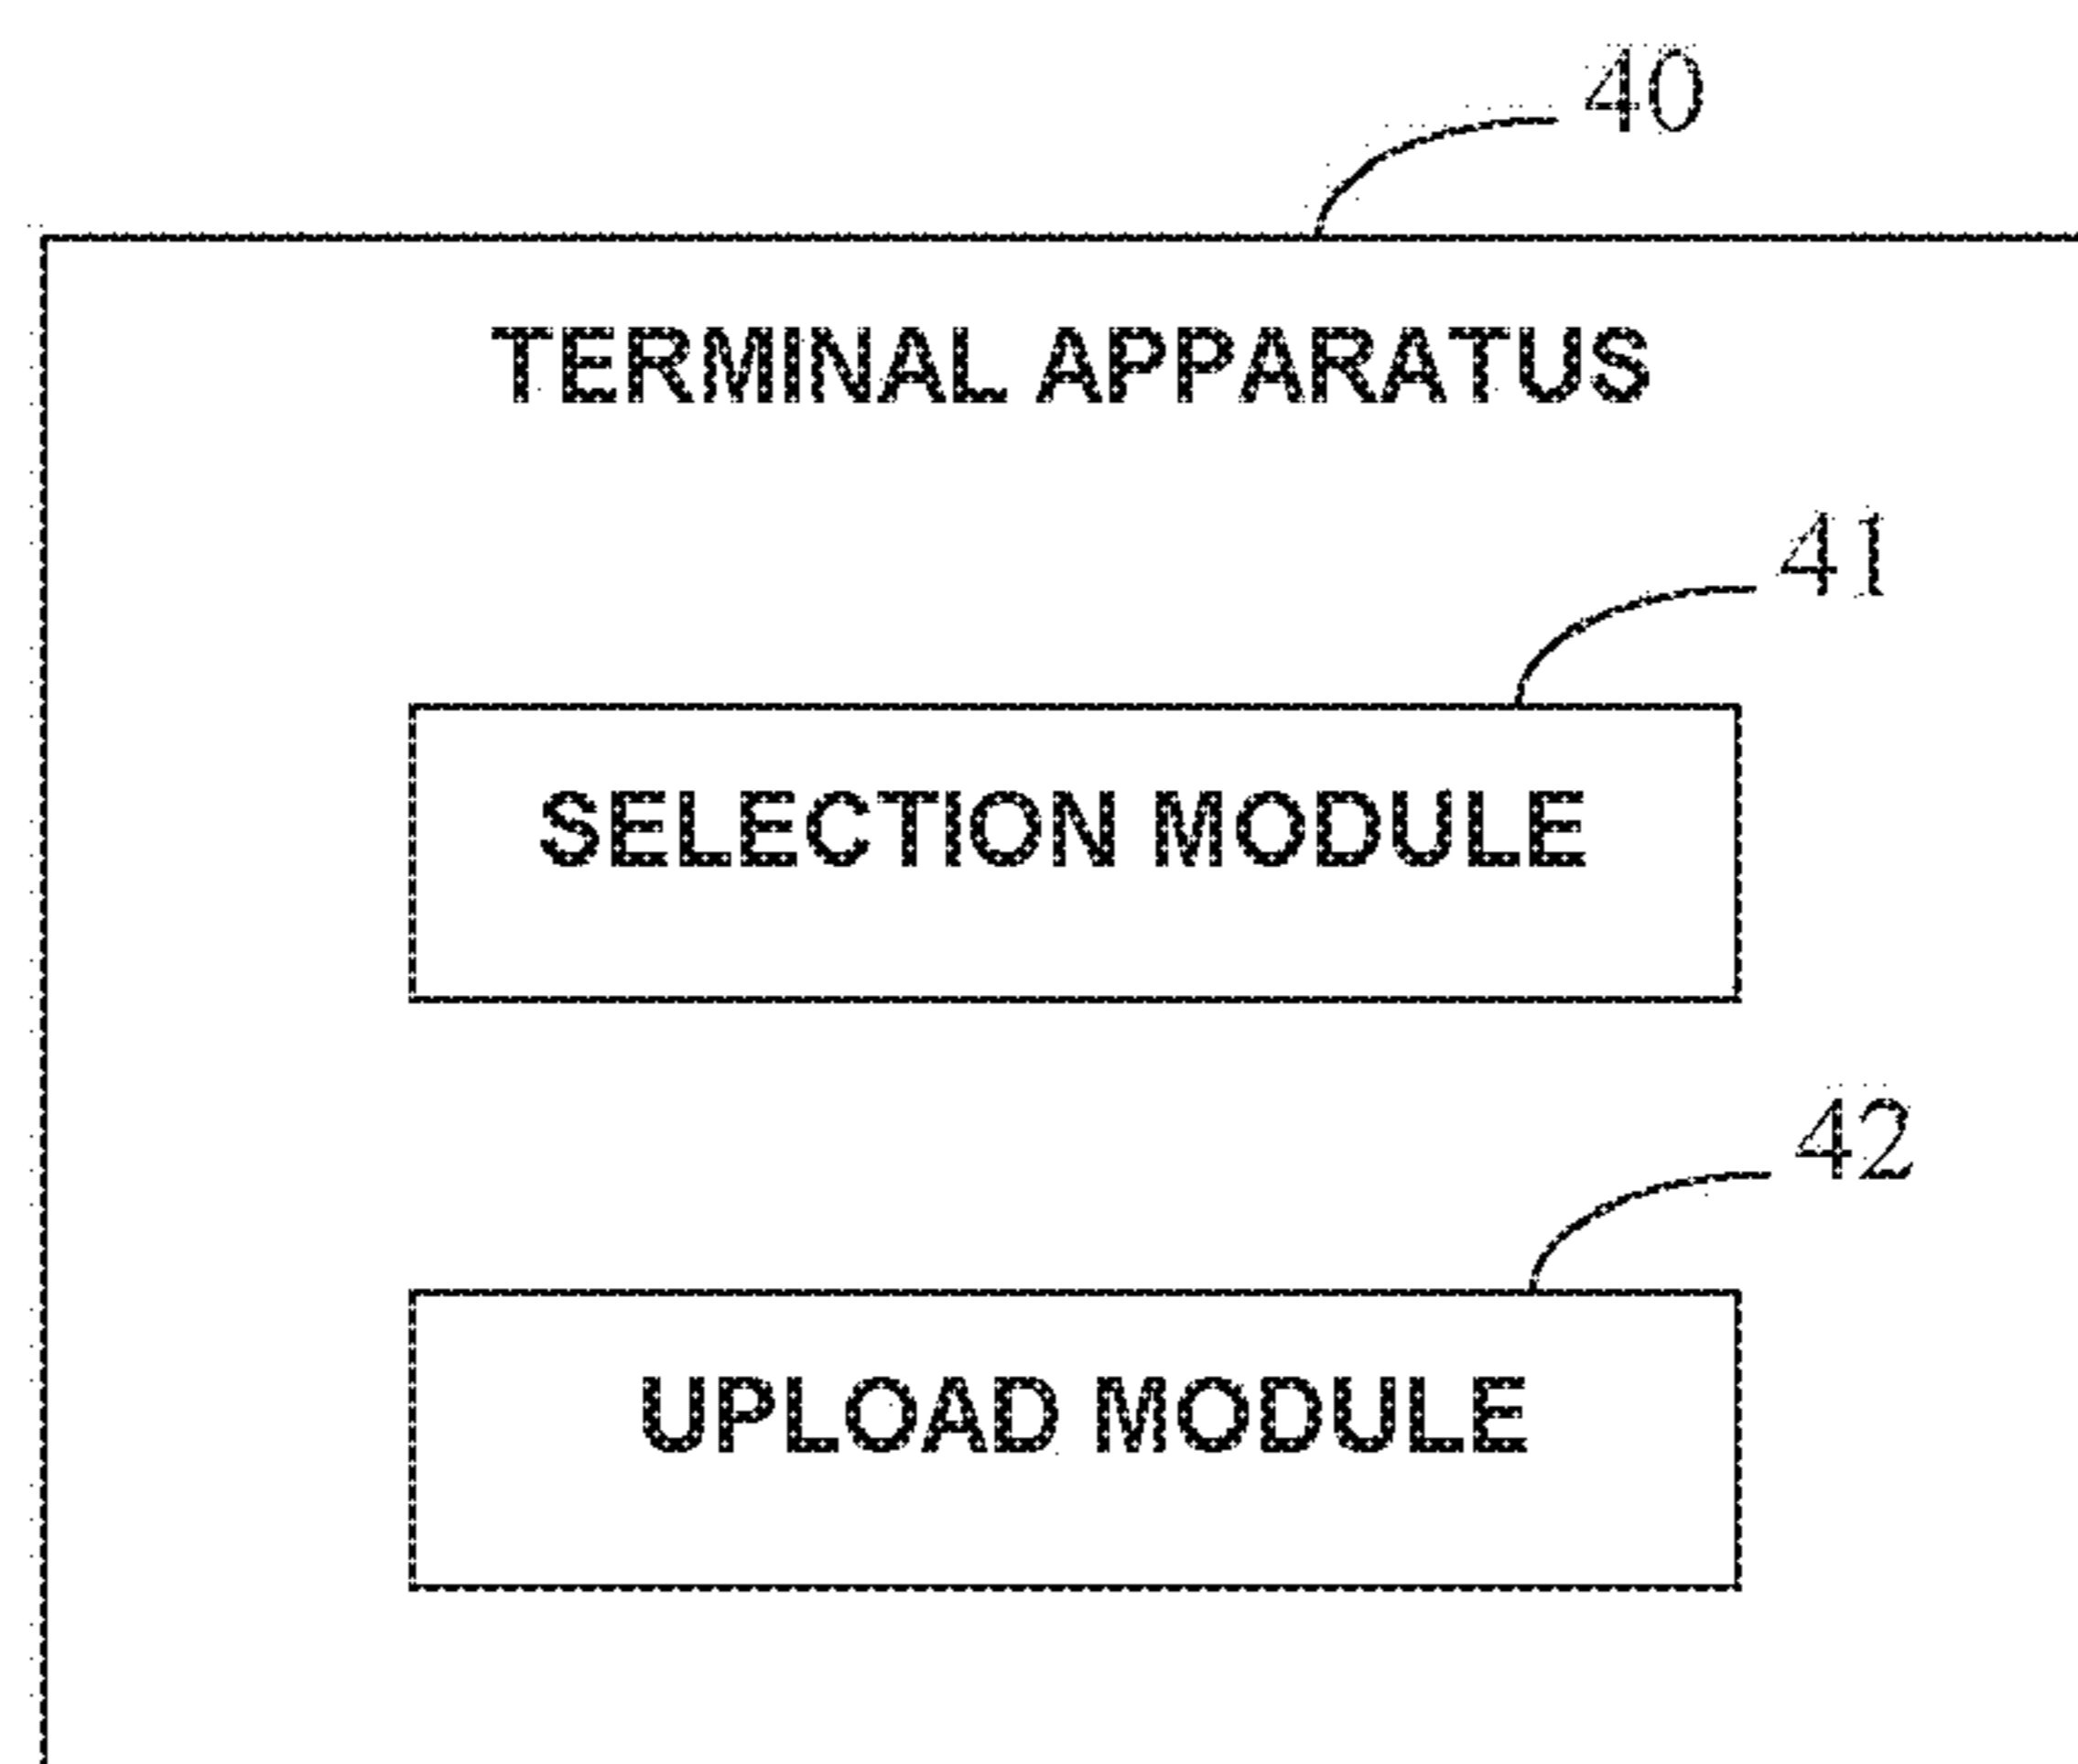 40
TERMINAL APPARATUS
41
SELECTION MODULE
42
UPLOAD MODULE